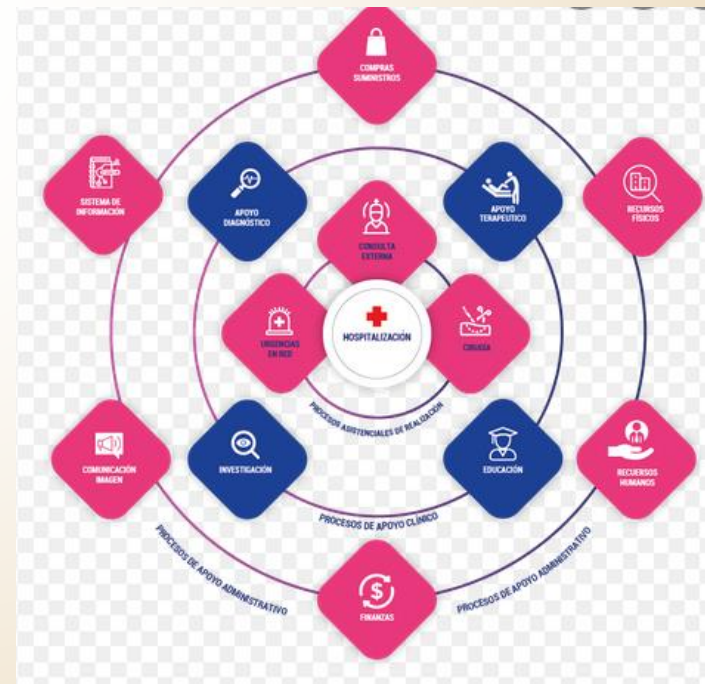 COMPRAS
SUMINISTROS
SISTEMA DE
INFORMACIÓN
APOYO
DIAGNÓSTICO
APOYO
TERAPEUTICO
RECURSOS
FÍSICOS
CONSULTA
EXTERNA
URGENCIAS
EN RED
HOSPITALIZACIÓN
CIRUGÍA
PROCESOS ASISTENCIALES DE REALIZACIÓN
COMUNICACIÓN
IMAGEN
INVESTIGACIÓN
EDUCACIÓN
RECUERSOS
HUMANOS
PROCESOS DE APOYO CLÍNICO
PROCESOS DE APOYO ADMINISTRATIVO
PROCESOS DE APOYO ADMINISTRATIVO
FINANZAS